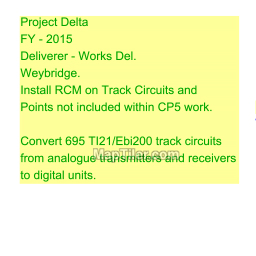 Project Delta
FY - 2015
Deliverer - Works Del.
Weybridge.
Install RCM on Track Circuits and
Points not included within CP5 work.

Convert 695 TI21/Ebi200 track circuits
from analogue transmitters and receivers
to digital units.
MapTiler.com